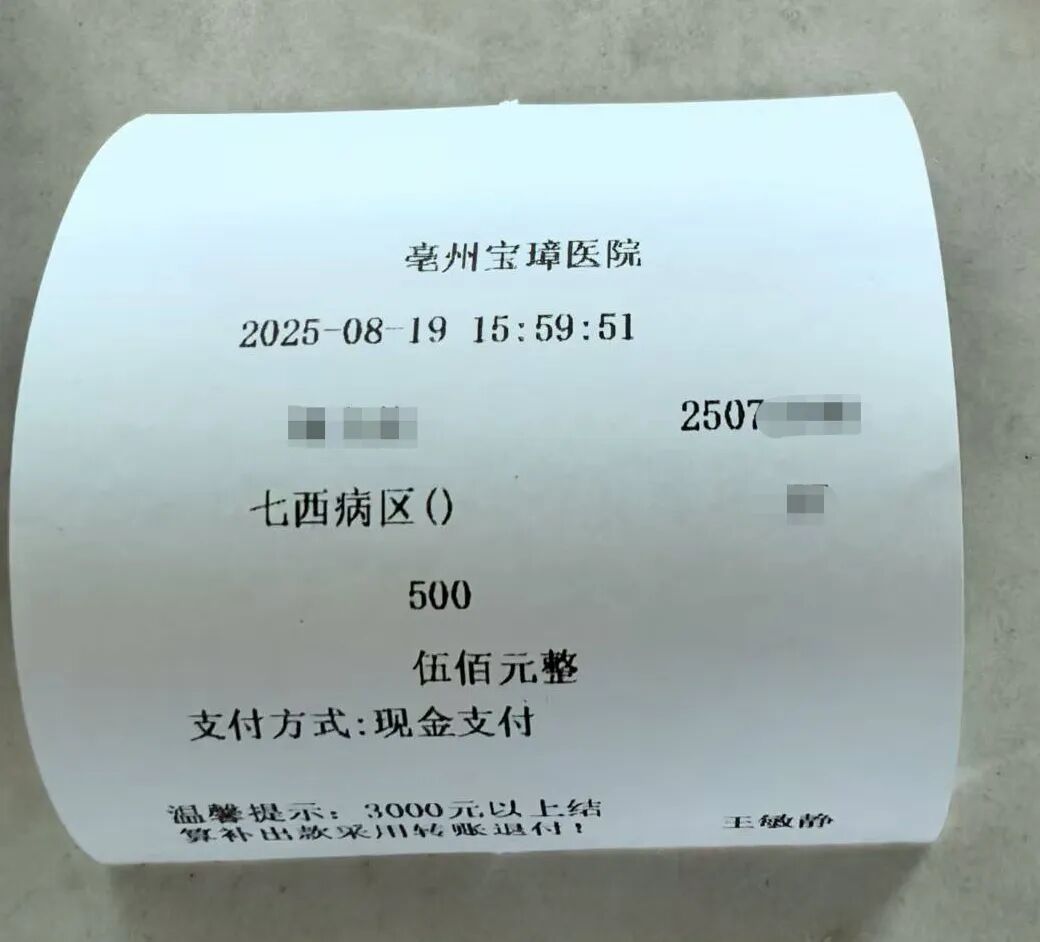 亳州宝璋医院
2025-08-19 15:59:51
2507
七西病区()
500
伍佰元整
支付方式:现金支付
温馨提示: 3000元以上结
算补出款采用转账退付!
王敏静